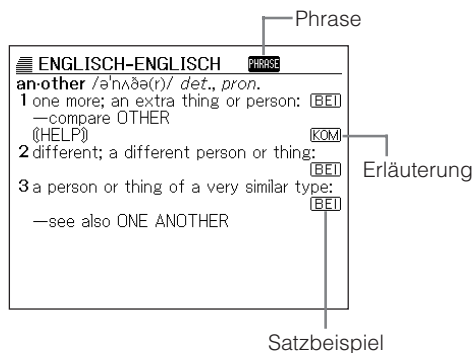 Phrase
ENGLISCH-ENGLISCH PHRASE
an·other /əˈnʌðə(r)/ det., pron.
1 one more; an extra thing or person: BEI
—compare OTHER
⟪HELP⟫ KOM
2 different; a different person or thing:
BEI
Erläuterung
3 a person or thing of a very similar type:
BEI
—see also ONE ANOTHER
Satzbeispiel